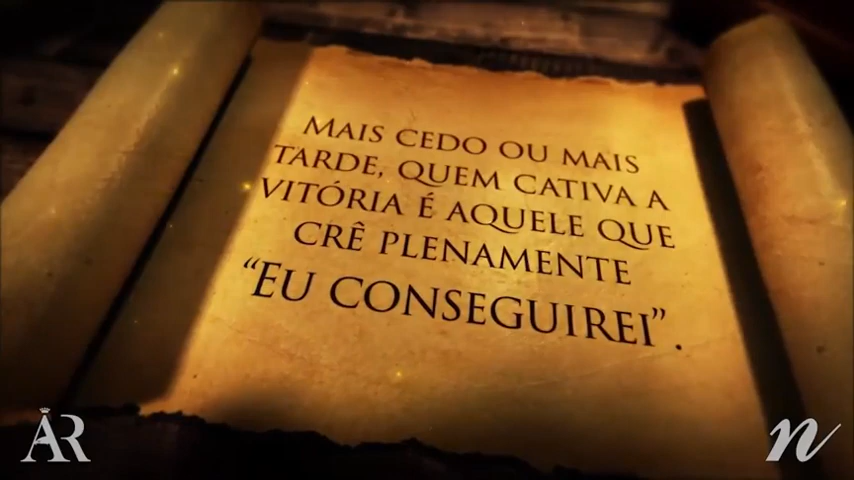 MAIS CEDO OU MAIS
TARDE, QUEM CATIVA A
VITÓRIA É AQUELE QUE
CRÊ PLENAMENTE
“EU CONSEGUIREI”.
AR
n